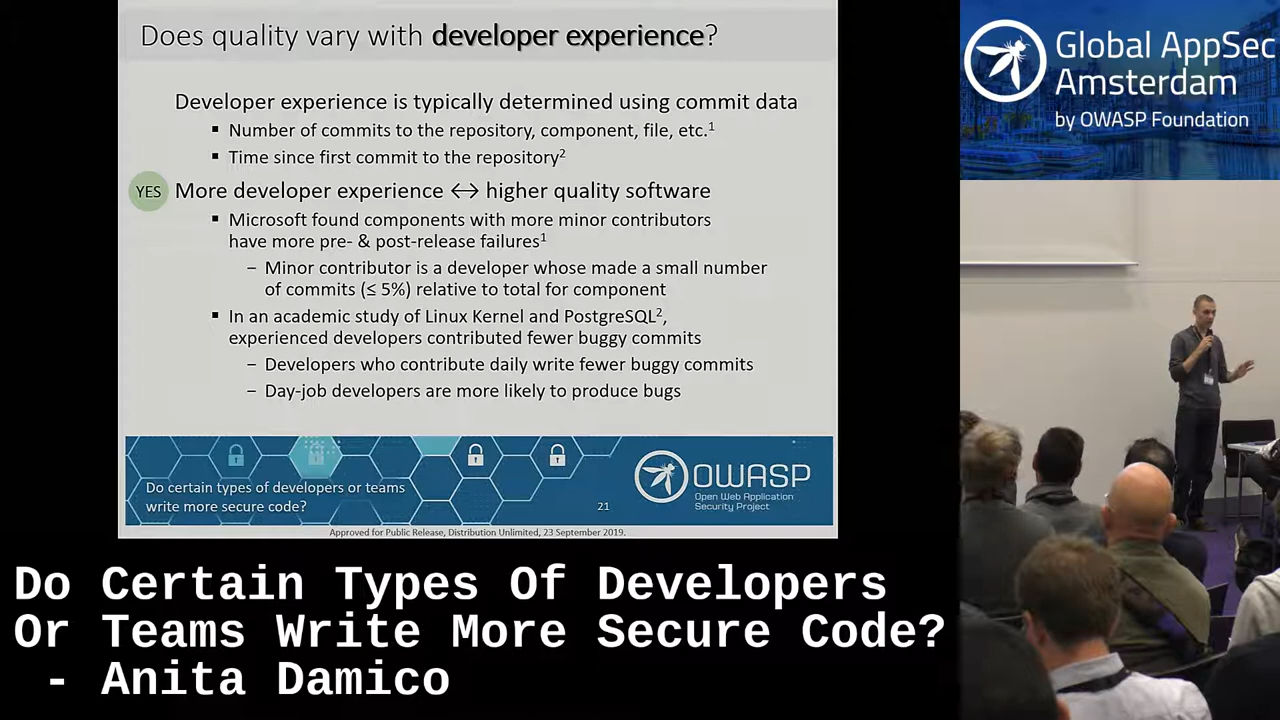 Does quality vary with developer experience?
Developer experience is typically determined using commit data
▪ Number of commits to the repository, component, file, etc.¹
▪ Time since first commit to the repository²
YES More developer experience ↔ higher quality software
▪ Microsoft found components with more minor contributors
have more pre- & post-release failures¹
− Minor contributor is a developer whose made a small number
of commits (≤ 5%) relative to total for component
▪ In an academic study of Linux Kernel and PostgreSQL²,
experienced developers contributed fewer buggy commits
− Developers who contribute daily write fewer buggy commits
− Day-job developers are more likely to produce bugs
Do certain types of developers or teams
write more secure code?
21
OWASP
Open Web Application
Security Project
Approved for Public Release, Distribution Unlimited, 23 September 2019.
Global AppSec
Amsterdam
by OWASP Foundation
Do Certain Types Of Developers
Or Teams Write More Secure Code?
- Anita Damico